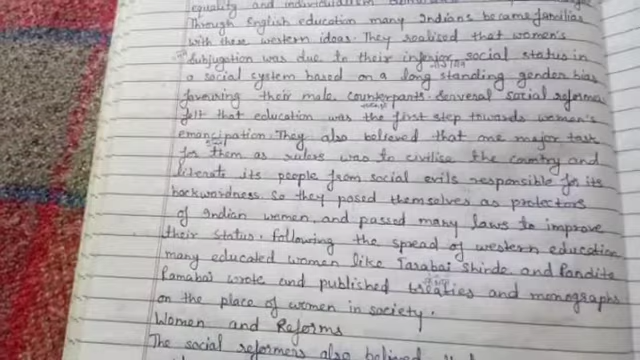 equality and individualism
Through English education many Indians became familiar
with these western ideas. They realised that women's
subjugation was due to their inferior social status in
a social system based on a long standing gender bias
favouring their male counterparts. Serveral social reformers
felt that education was the first step towards women's
emancipation. They also believed that one major task
for them as rulers was to civilise the country and
liberate its people from social evils responsible for its
backwardness. So they posed themselves as protectors
of Indian women, and passed many laws to improve
their status. Following the spread of western education
many educated women like Tarabai Shinde and Pandita
Ramabai wrote and published treaties and monographs
on the place of women in society.
Women and Reforms
The social reformers also believed